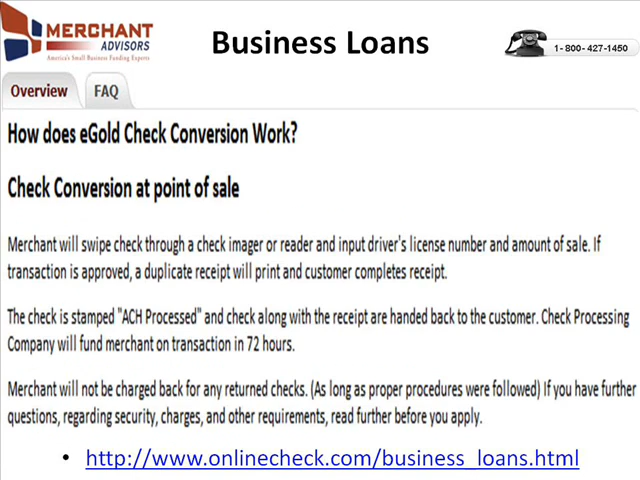 MERCHANT
ADVISORS
America's Small Business Funding Experts
Business Loans
1- 800- 427-1450
Overview
FAQ
How does eGold Check Conversion Work?
Check Conversion at point of sale
Merchant will swipe check through a check imager or reader and input driver's license number and amount of sale. If
transaction is approved, a duplicate receipt will print and customer completes receipt.
The check is stamped "ACH Processed" and check along with the receipt are handed back to the customer. Check Processing
Company will fund merchant on transaction in 72 hours.
Merchant will not be charged back for any returned checks. (As long as proper procedures were followed) If you have further
questions, regarding security, charges, and other requirements, read further before you apply.
• http://www.onlinecheck.com/business_loans.html